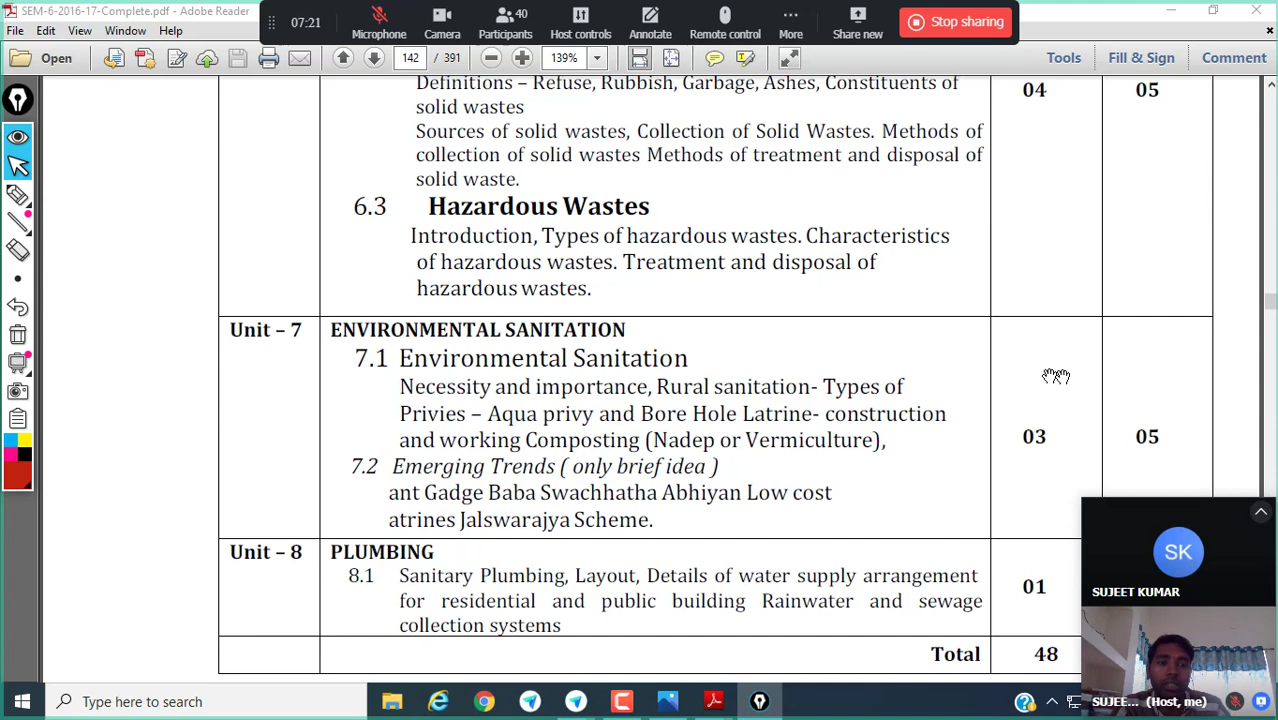 SEM-6-2016-17-Complete.pdf - Adobe Reader
07:21
Microphone
Camera
40
Participants
Host controls
Annotate
Remote control
More
Share new
Stop sharing
File Edit View Window Help
Open
142 / 391
139%
Tools
Fill & Sign
Comment
Definitions – Refuse, Rubbish, Garbage, Ashes, Constituents of
solid wastes
04 05
Sources of solid wastes, Collection of Solid Wastes. Methods of
collection of solid wastes Methods of treatment and disposal of
solid waste.
6.3 Hazardous Wastes
Introduction, Types of hazardous wastes. Characteristics
of hazardous wastes. Treatment and disposal of
hazardous wastes.
Unit – 7 ENVIRONMENTAL SANITATION
7.1 Environmental Sanitation
Necessity and importance, Rural sanitation- Types of
Privies – Aqua privy and Bore Hole Latrine- construction
and working Composting (Nadep or Vermiculture),
03 05
7.2 Emerging Trends ( only brief idea )
ant Gadge Baba Swachhatha Abhiyan Low cost
atrines Jalswarajya Scheme.
Unit – 8 PLUMBING
8.1 Sanitary Plumbing, Layout, Details of water supply arrangement
for residential and public building Rainwater and sewage
collection systems
01
Total 48
SK
SUJEET KUMAR
SUJEE... (Host, me)
Type here to search